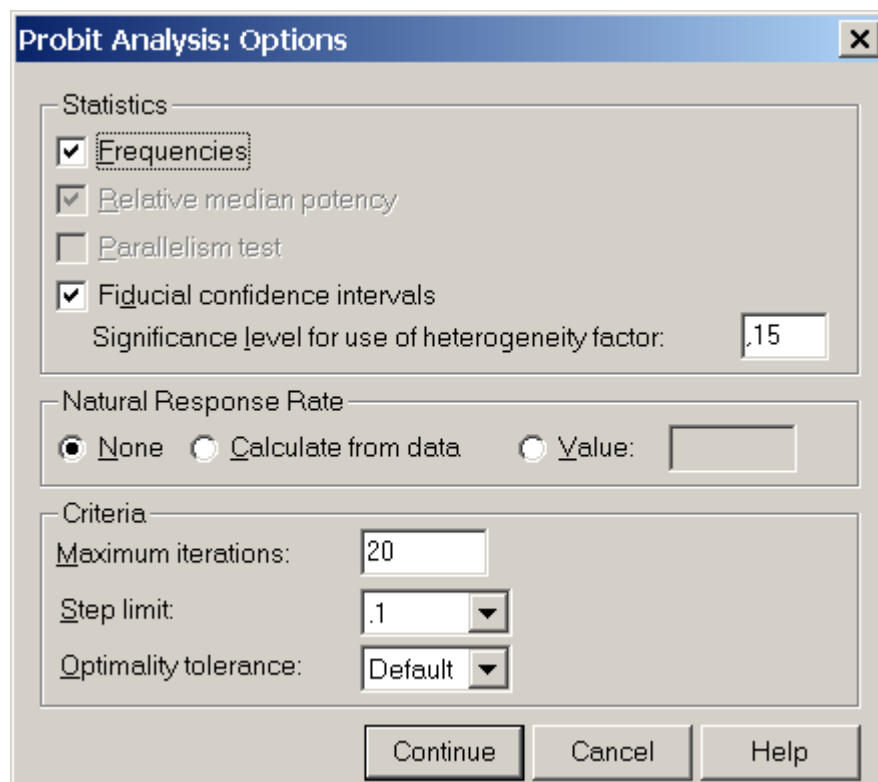 Probit Analysis: Options
Statistics
Frequencies
Relative median potency
Parallelism test
Fiducial confidence intervals
Significance level for use of heterogeneity factor: ,15
Natural Response Rate
None Calculate from data Value:
Criteria
Maximum iterations: 20
Step limit: .1
Optimality tolerance: Default
Continue Cancel Help